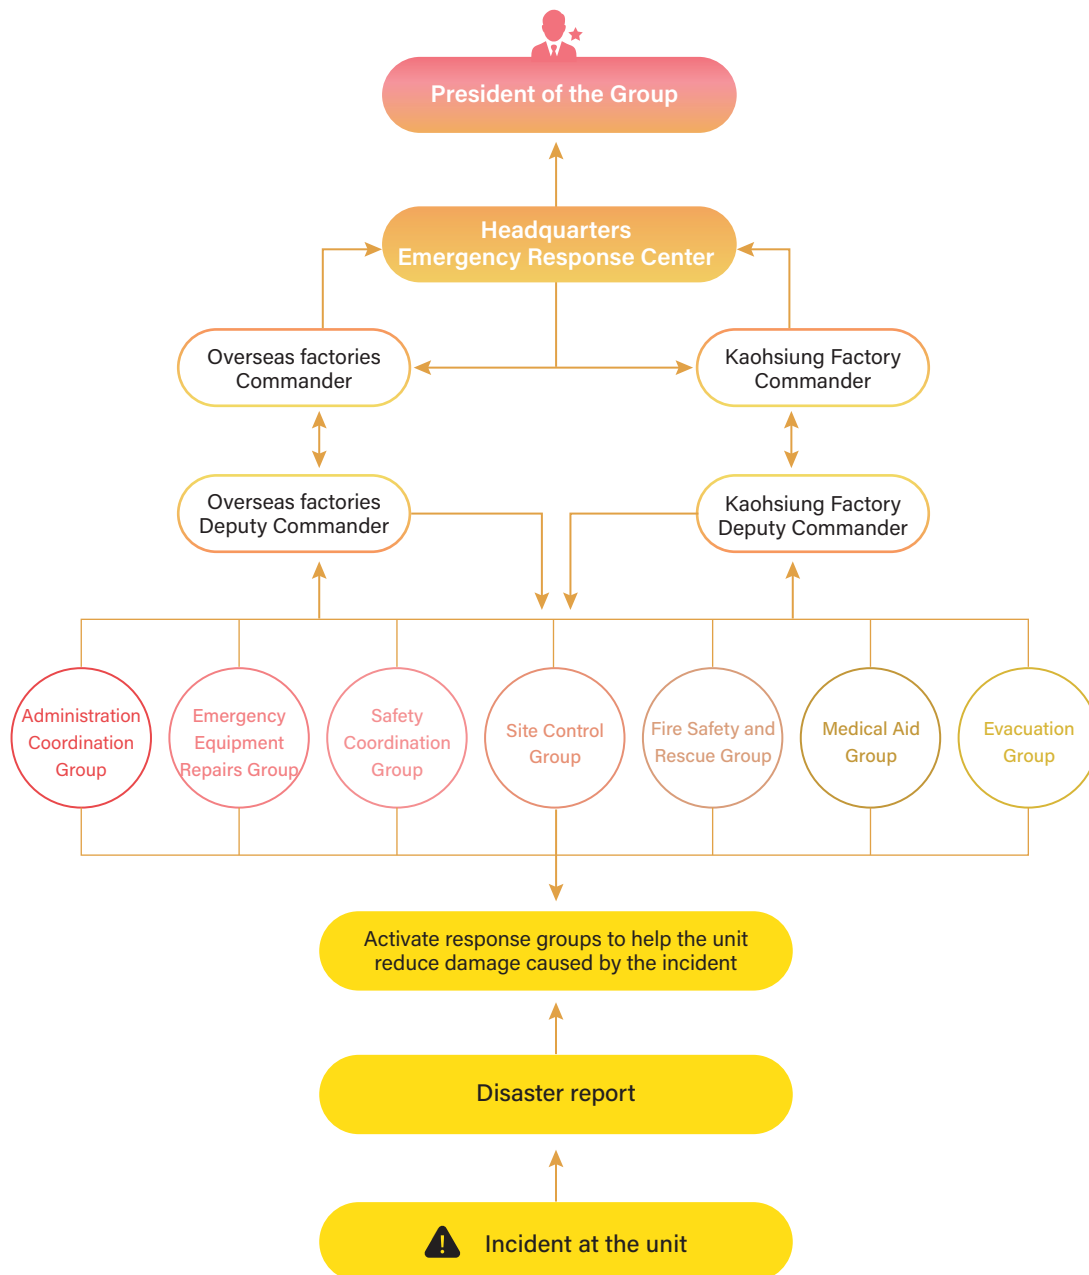 President of the Group
Headquarters
Emergency Response Center
Overseas factories
Commander
Kaohsiung Factory
Commander
Overseas factories
Deputy Commander
Kaohsiung Factory
Deputy Commander
Administration
Coordination
Group
Emergency
Equipment
Repairs Group
Safety
Coordination
Group
Site Control
Group
Fire Safety and
Rescue Group
Medical Aid
Group
Evacuation
Group
Activate response groups to help the unit
reduce damage caused by the incident
Disaster report
Incident at the unit